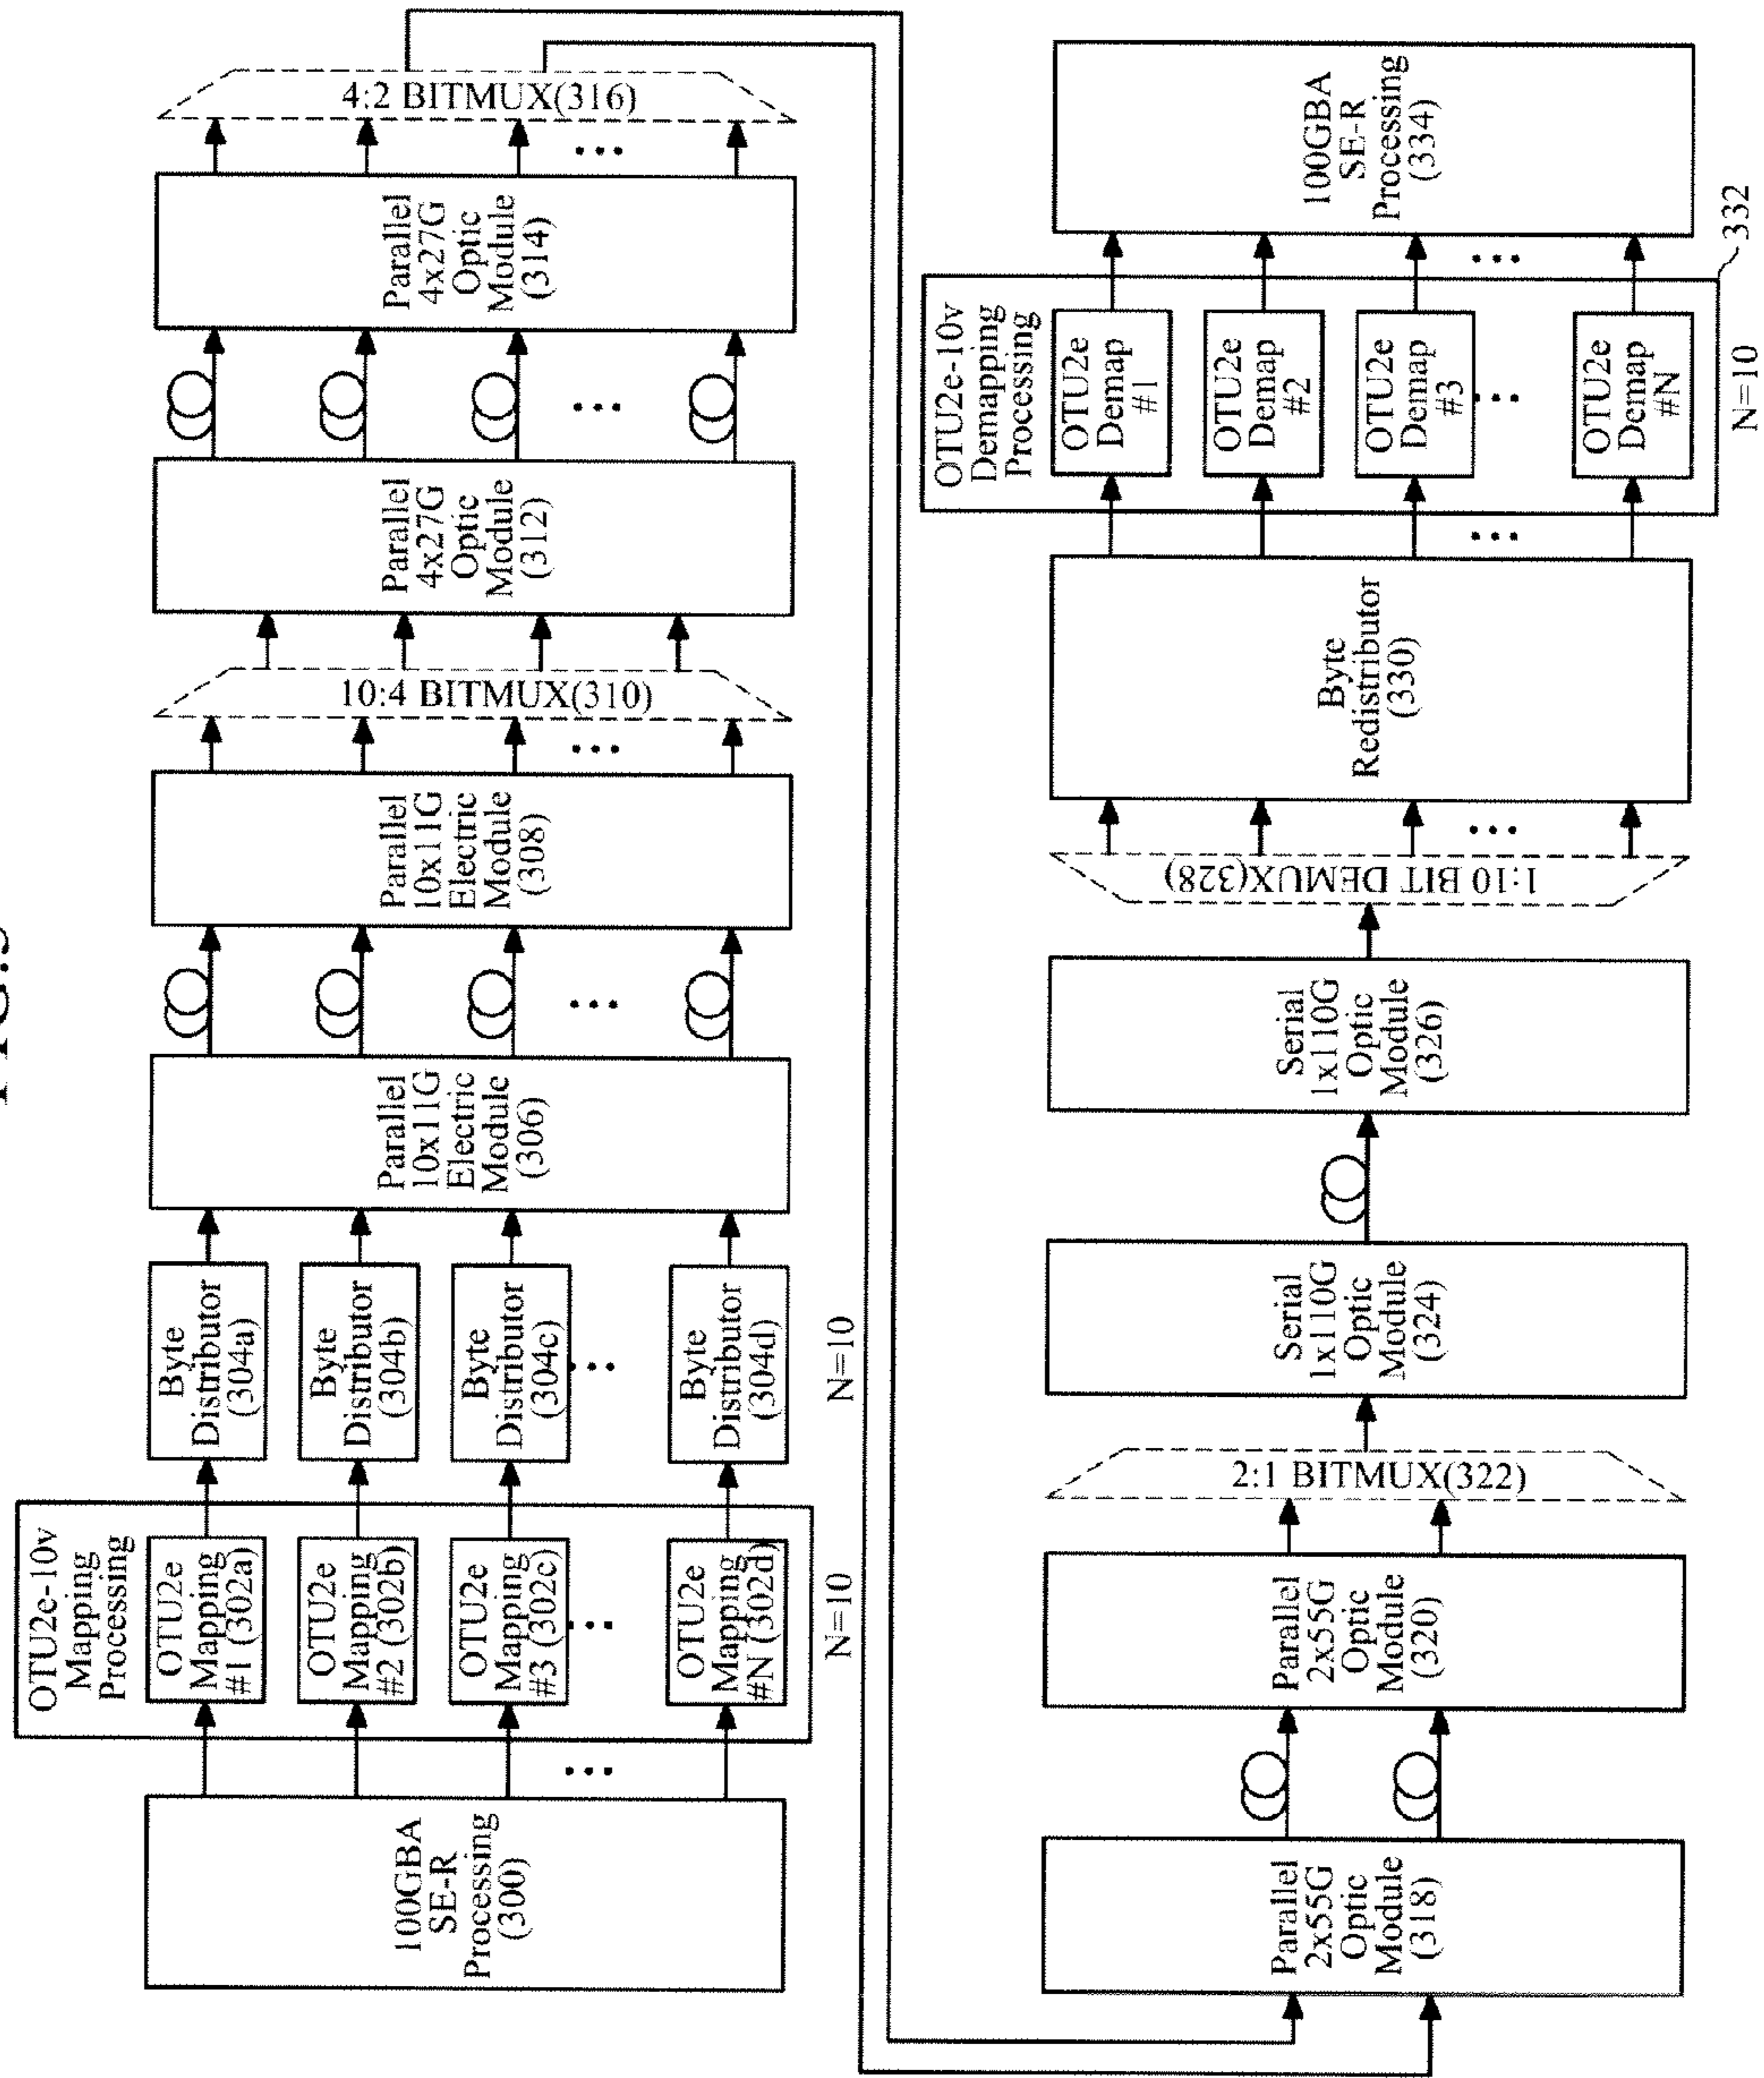 100GBA
SE-R
Processing
(300)
OTU2e-10v
Mapping
Processing
OTU2e
Mapping
#1 (302a)
OTU2e
Mapping
#2 (302b)
OTU2e
Mapping
#3 (302c)
OTU2e
Mapping
#N (302d)
N=10
Byte
Distributor
(304a)
Byte
Distributor
(304b)
Byte
Distributor
(304c)
Byte
Distributor
(304d)
N=10
Parallel
10x11G
Electric
Module
(306)
Parallel
10x11G
Electric
Module
(308)
10:4 BITMUX(310)
Parallel
4x27G
Optic
Module
(312)
Parallel
4x27G
Optic
Module
(314)
4:2 BITMUX(316)
Parallel
2x55G
Optic
Module
(318)
Parallel
2x55G
Optic
Module
(320)
2:1 BITMUX(322)
Serial
1x110G
Optic
Module
(324)
Serial
1x110G
Optic
Module
(326)
1:10 BIT DEMUX(328)
Byte
Redistributor
(330)
OTU2e-10v
Demapping
Processing
OTU2e
Demap
#1
OTU2e
Demap
#2
OTU2e
Demap
#3
OTU2e
Demap
#N
N=10
332
100GBA
SE-R
Processing
(334)